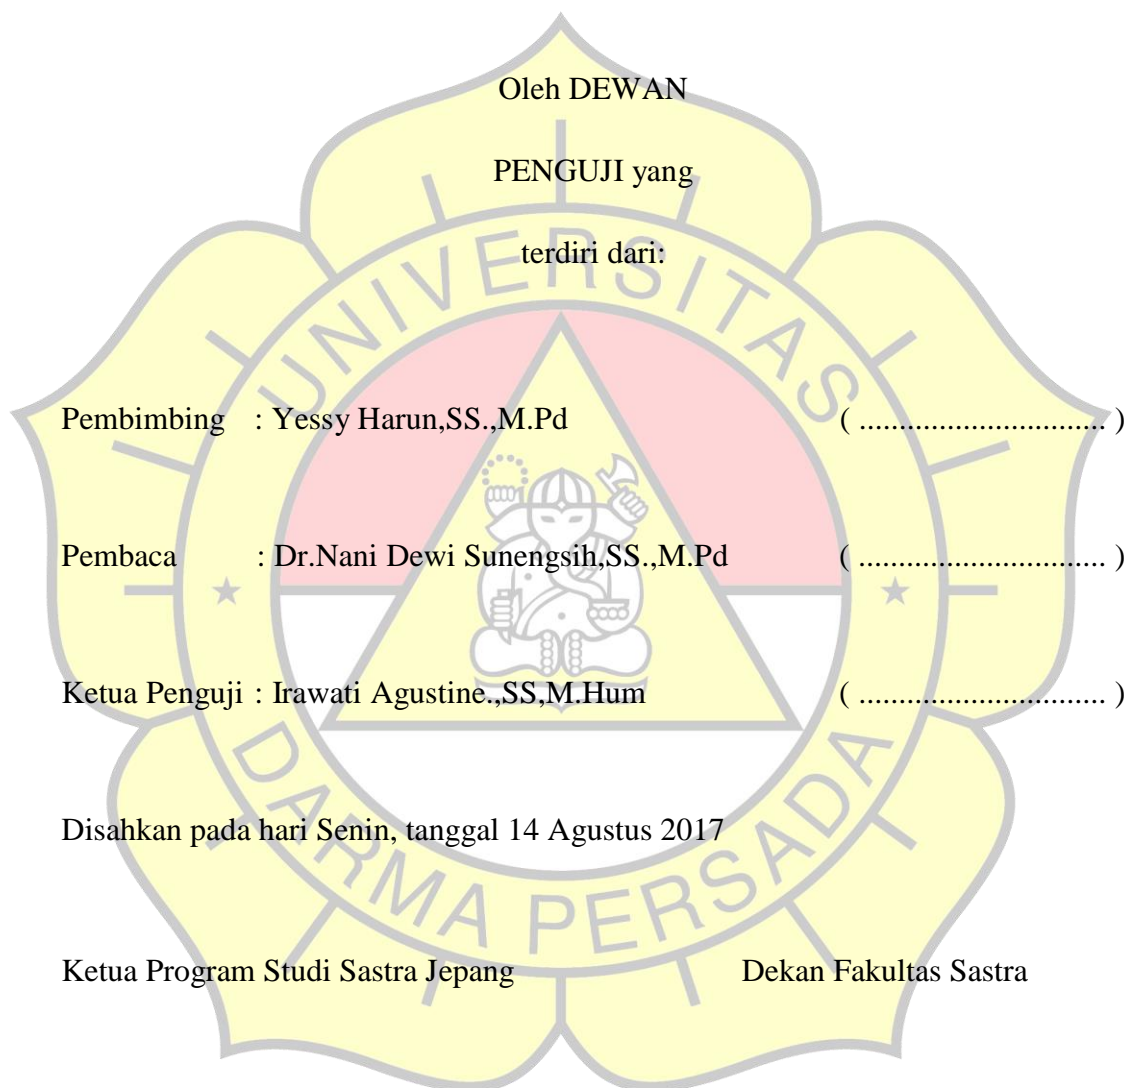 Oleh DEWAN
PENGUJI yang
terdiri dari:
UNIVERSITAS
Pembimbing : Yessy Harun,SS.,M.Pd ( ............................... )
Pembaca : Dr.Nani Dewi Sunengsih,SS.,M.Pd ( ............................... )
Ketua Penguji : Irawati Agustine.,SS,M.Hum ( ............................... )
Disahkan pada hari Senin, tanggal 14 Agustus 2017
DARMA PERSADA
Ketua Program Studi Sastra Jepang Dekan Fakultas Sastra